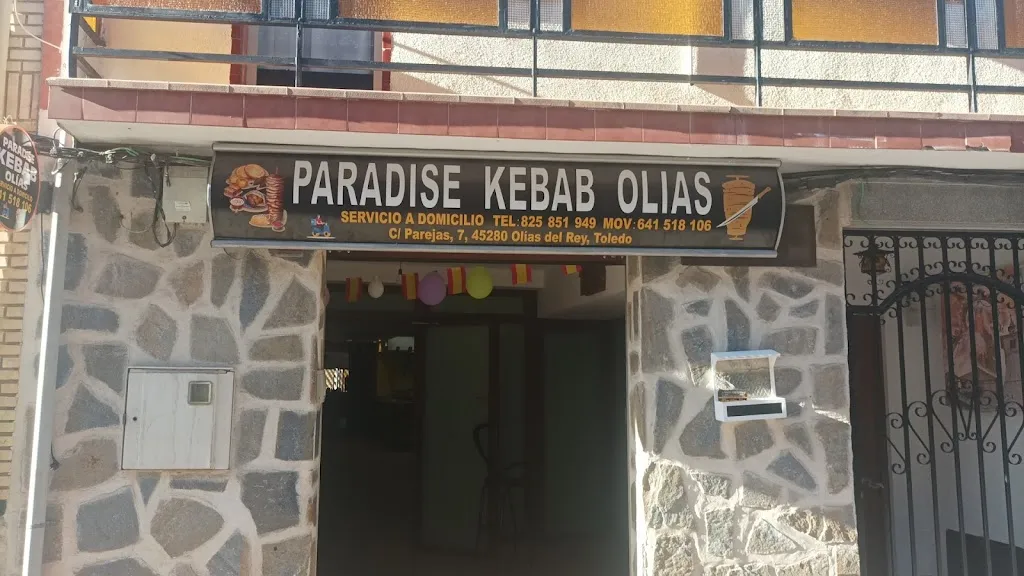 PARADISE
KEBAB
OLIAS
PARADISE KEBAB OLIAS
SERVICIO A DOMICILIO TEL: 825 851 949 MOV: 641 518 106
C/ Parejas, 7, 45280 Olias del Rey, Toledo